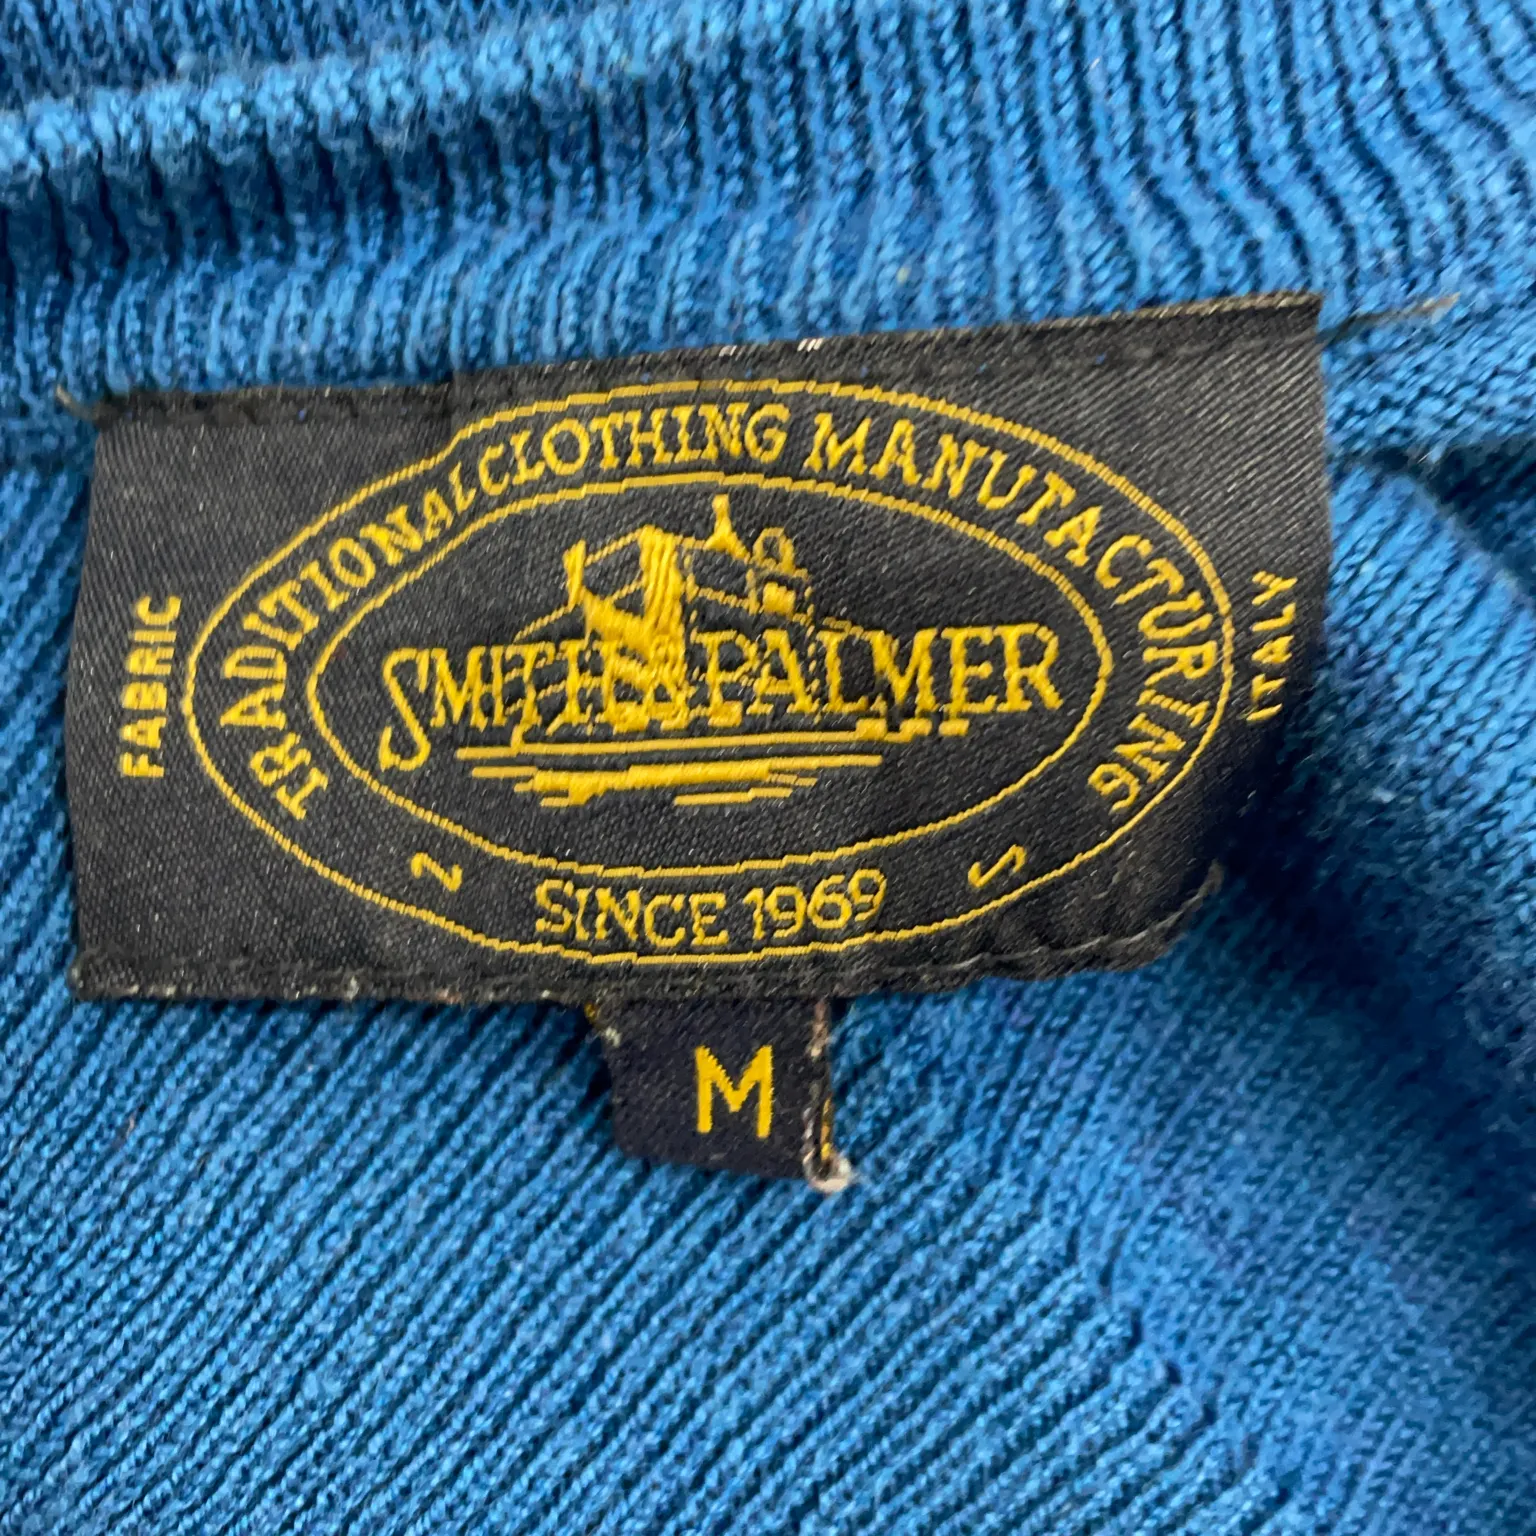 TRADITIONAL CLOTHING MANUFACTURING
SMITH & PALMER
SINCE 1969
FABRIC
ITALY
M